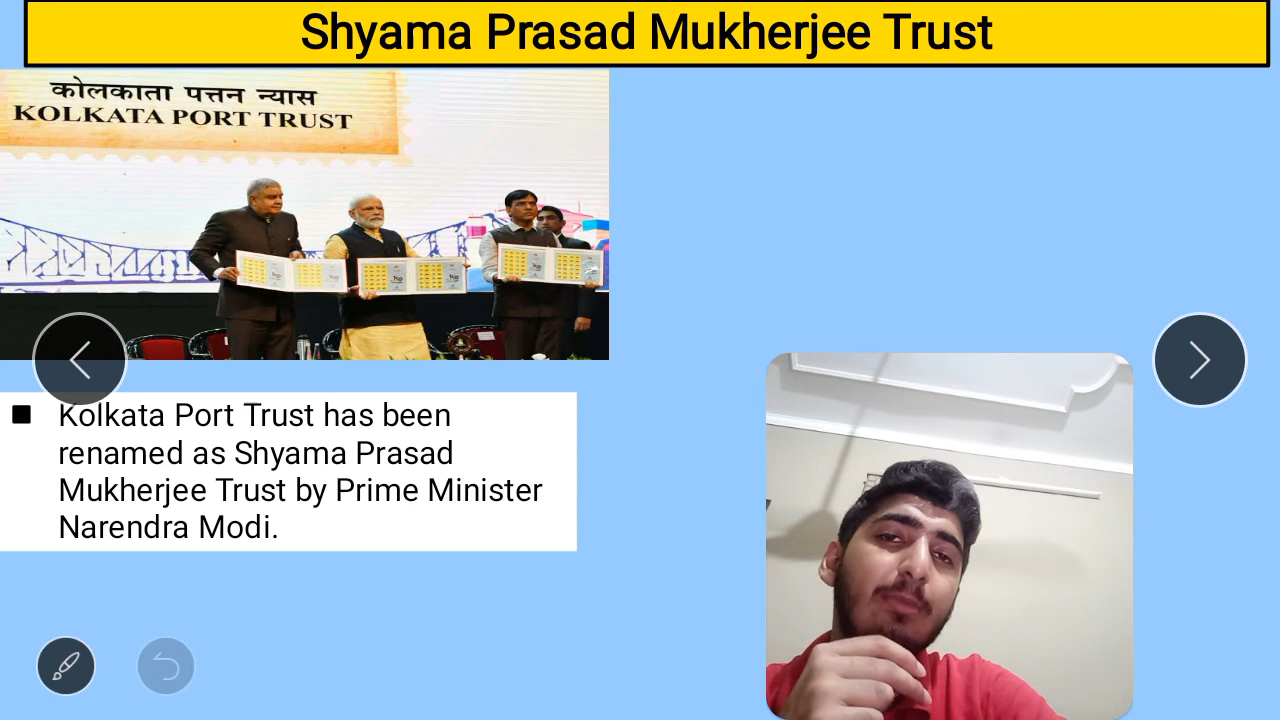 Shyama Prasad Mukherjee Trust
कोलकाता पत्तन न्यास
KOLKATA PORT TRUST
■ Kolkata Port Trust has been
renamed as Shyama Prasad
Mukherjee Trust by Prime Minister
Narendra Modi.